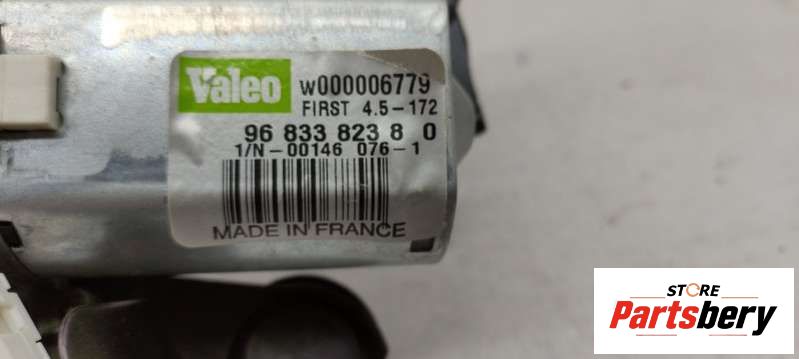 Valeo
W000006779
FIRST 4.5-172
96 833 823 8 0
1/N-00146 076-1
MADE IN FRANCE
STORE
Partsbery